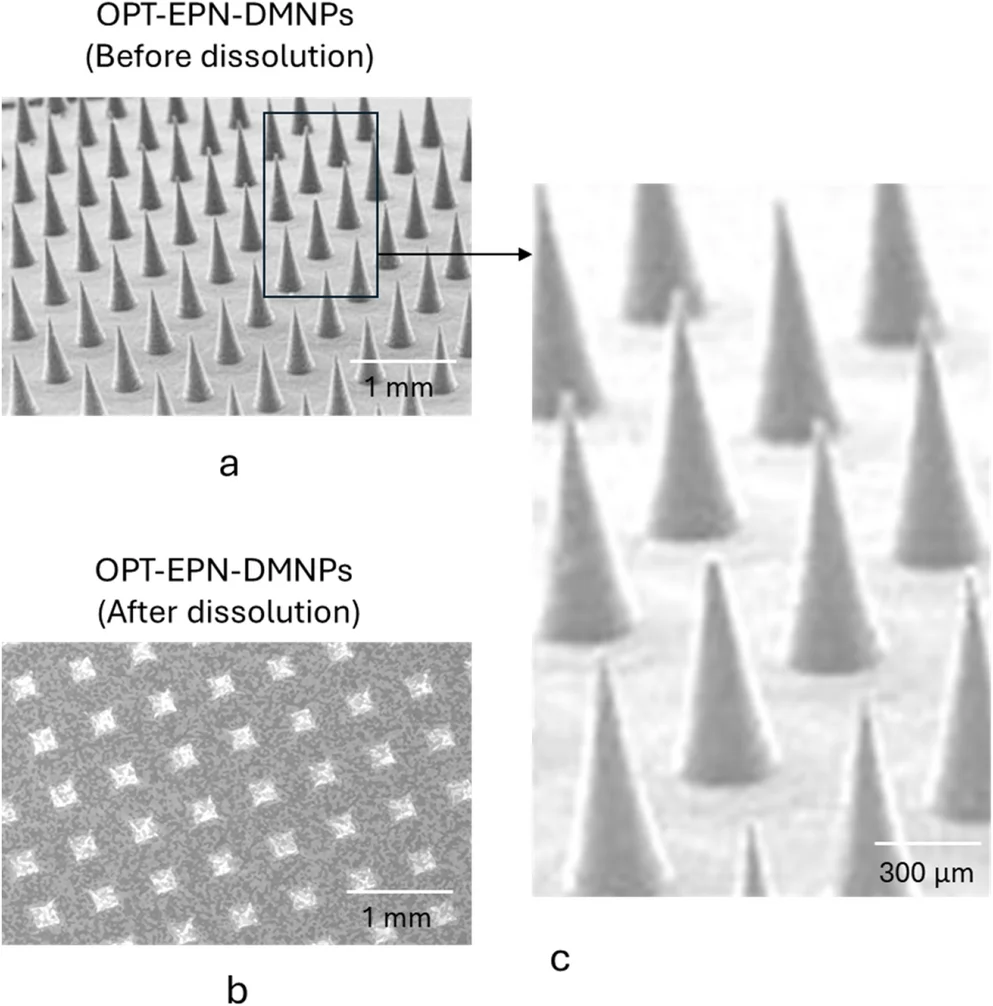 OPT-EPN-DMNPs
(Before dissolution)
1 mm
a
OPT-EPN-DMNPs
(After dissolution)
1 mm
b
300 µm
c